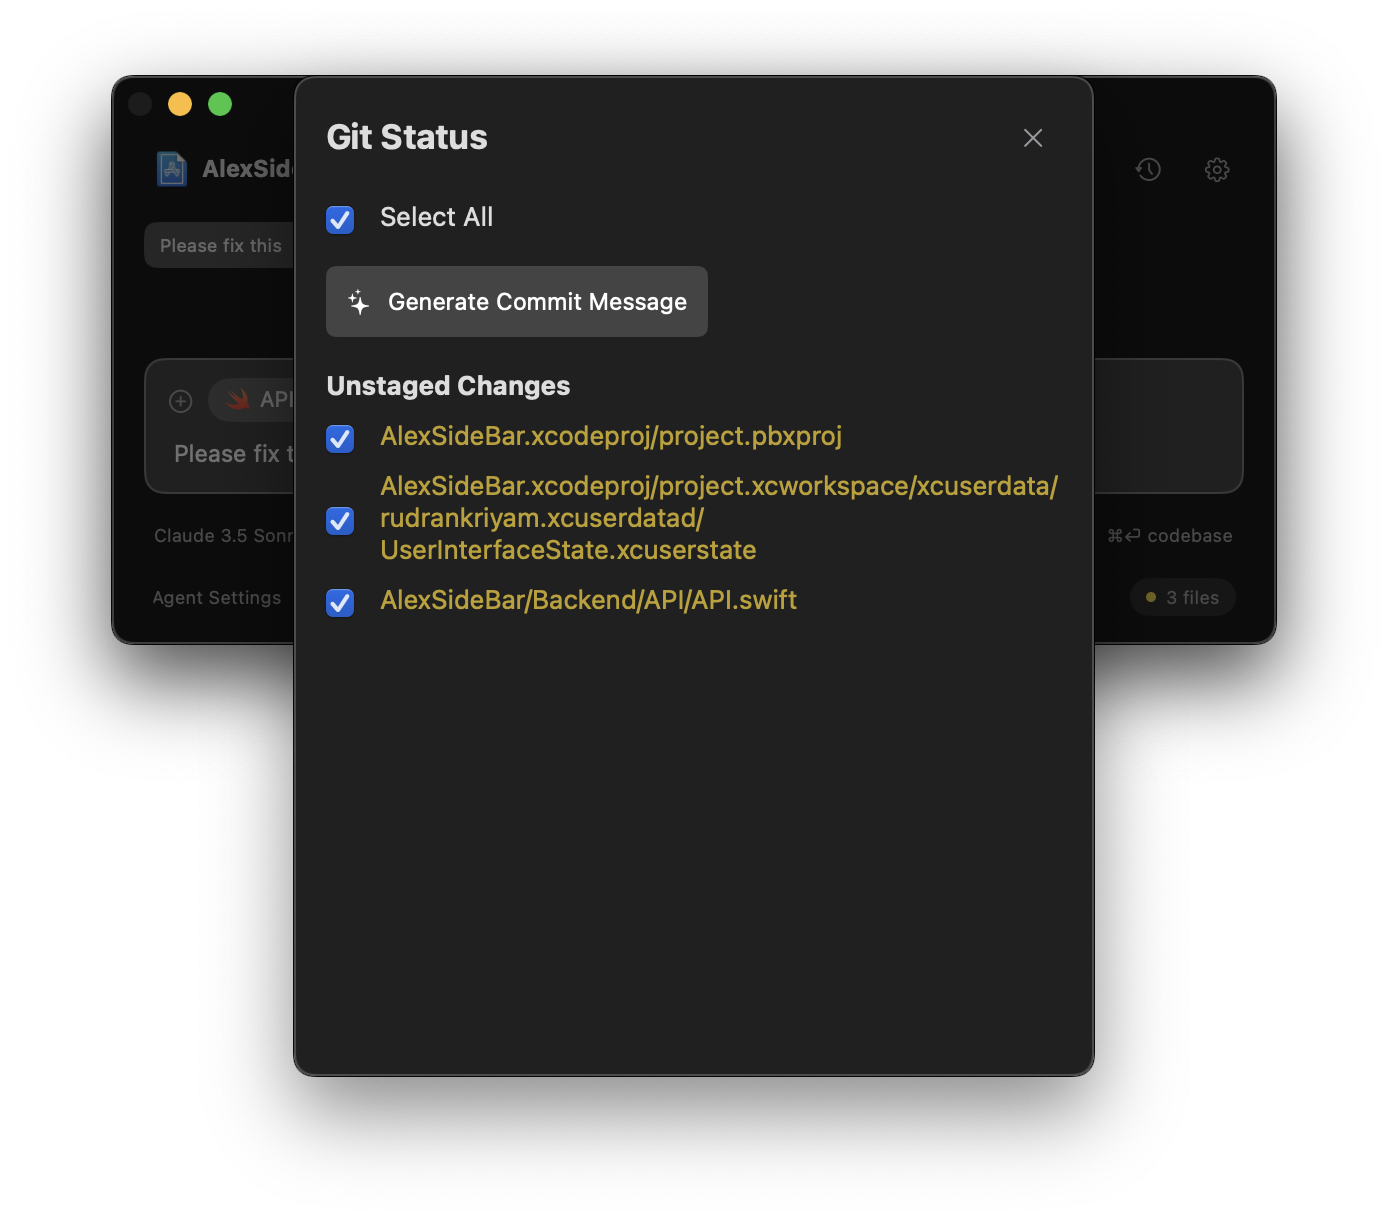 Git Status
AlexSid
Select All
Please fix this
Generate Commit Message
Unstaged Changes
API
AlexSideBar.xcodeproj/project.pbxproj
Please fix t
AlexSideBar.xcodeproj/project.xcworkspace/xcuserdata/
rudrankriyam.xcuserdatad/
UserInterfaceState.xcuserstate
Claude 3.5 Sonr
⌘↩ codebase
AlexSideBar/Backend/API/API.swift
Agent Settings
3 files